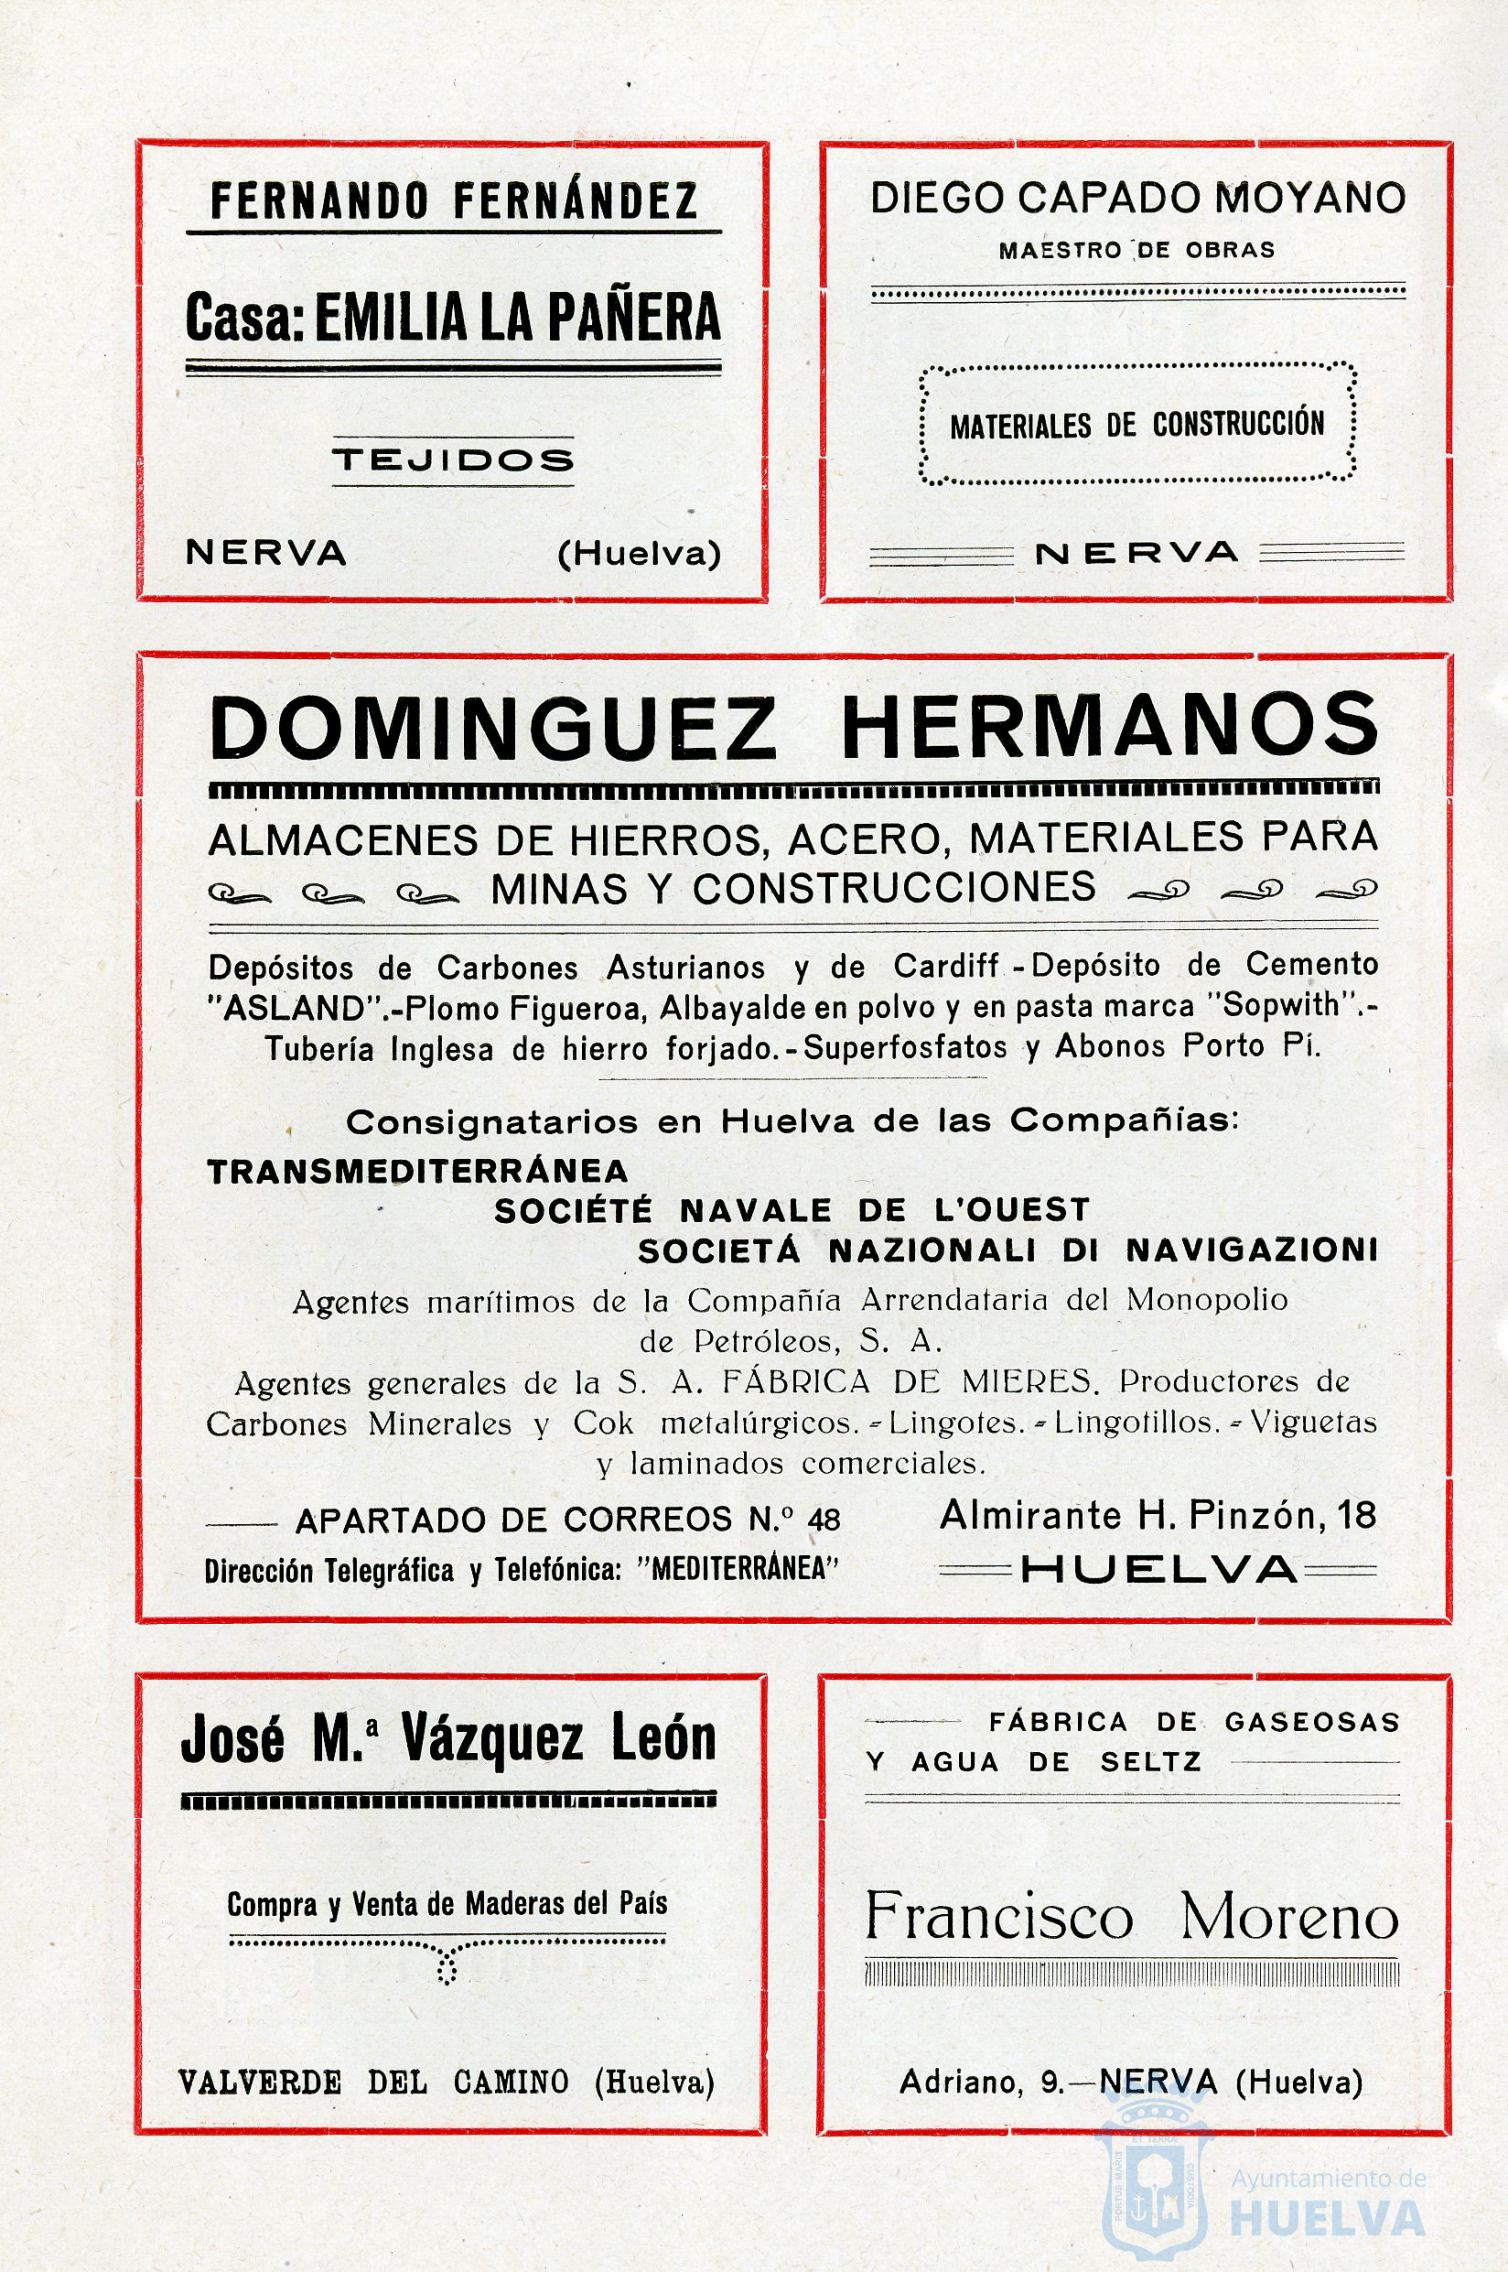 FERNANDO FERNÁNDEZ
Casa: EMILIA LA PAÑERA
TEJIDOS
NERVA (Huelva)
DIEGO CAPADO MOYANO
MAESTRO DE OBRAS
MATERIALES DE CONSTRUCCIÓN
NERVA
DOMINGUEZ HERMANOS
ALMACENES DE HIERROS, ACERO, MATERIALES PARA
MINAS Y CONSTRUCCIONES
Depósitos de Carbones Asturianos y de Cardiff - Depósito de Cemento
"ASLAND".-Plomo Figueroa, Albayalde en polvo y en pasta marca "Sopwith".-
Tubería Inglesa de hierro forjado.-Superfosfatos y Abonos Porto Pí.
Consignatarios en Huelva de las Compañías:
TRANSMEDITERRÁNEA
SOCIÉTÉ NAVALE DE L'OUEST
SOCIETÁ NAZIONALI DI NAVIGAZIONI
Agentes marítimos de la Compañía Arrendataria del Monopolio
de Petróleos, S. A.
Agentes generales de la S. A. FÁBRICA DE MIERES. Productores de
Carbones Minerales y Cok metalúrgicos.-Lingotes.-Lingotillos.-Viguetas
y laminados comerciales.
APARTADO DE CORREOS N.º 48
Dirección Telegráfica y Telefónica: "MEDITERRÁNEA"
Almirante H. Pinzón, 18
HUELVA
José M.ª Vázquez León
Compra y Venta de Maderas del País
VALVERDE DEL CAMINO (Huelva)
FÁBRICA DE GASEOSAS
Y AGUA DE SELTZ
Francisco Moreno
Adriano, 9.—NERVA (Huelva)
PORTUS MARIS
ET TERRÆ
CUSTODIA
Ayuntamiento de
HUELVA